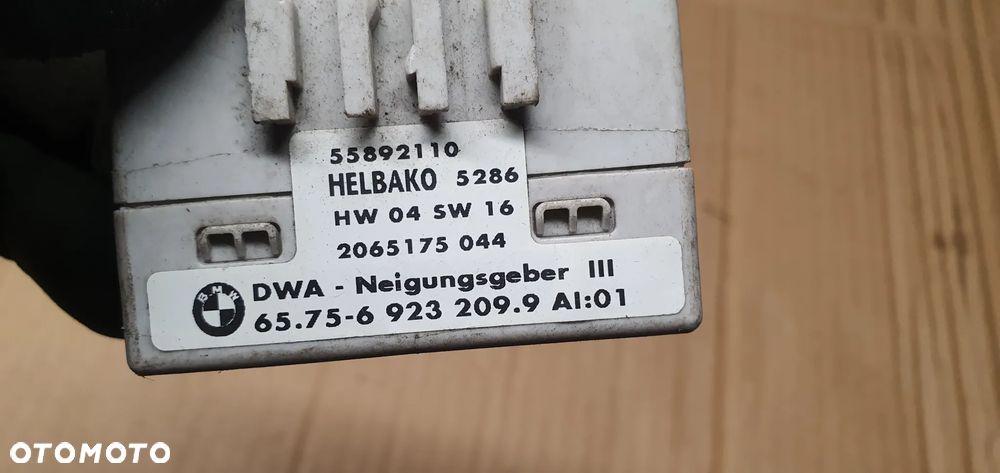 55892110
HELBAKO 5286
HW 04 SW 16
2065175 044
BMW
DWA - Neigungsgeber III
65.75-6 923 209.9 AI:01
OTOMOTO